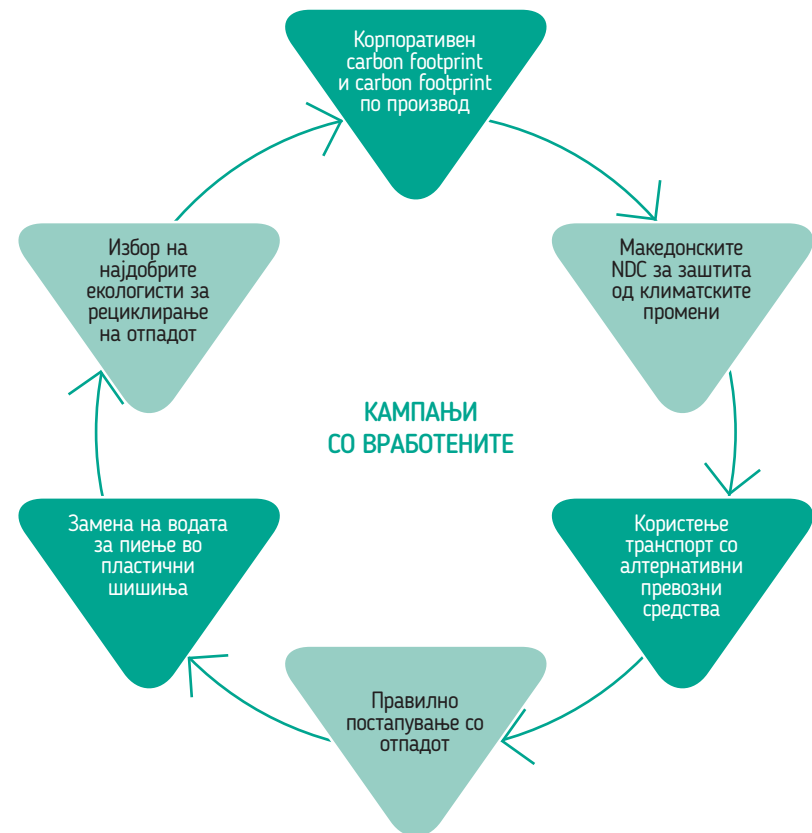 Корпоративен
carbon footprint
и carbon footprint
по производ
Македонските
NDC за заштита
од климатските
промени
Користење
транспорт со
алтернативни
превозни
средства
Правилно
постапување со
отпадот
Замена на водата
за пиење во
пластични
шишиња
Избор на
најдобрите
екологисти за
рециклирање
на отпадот
КАМПАЊИ
СО ВРАБОТЕНИТЕ